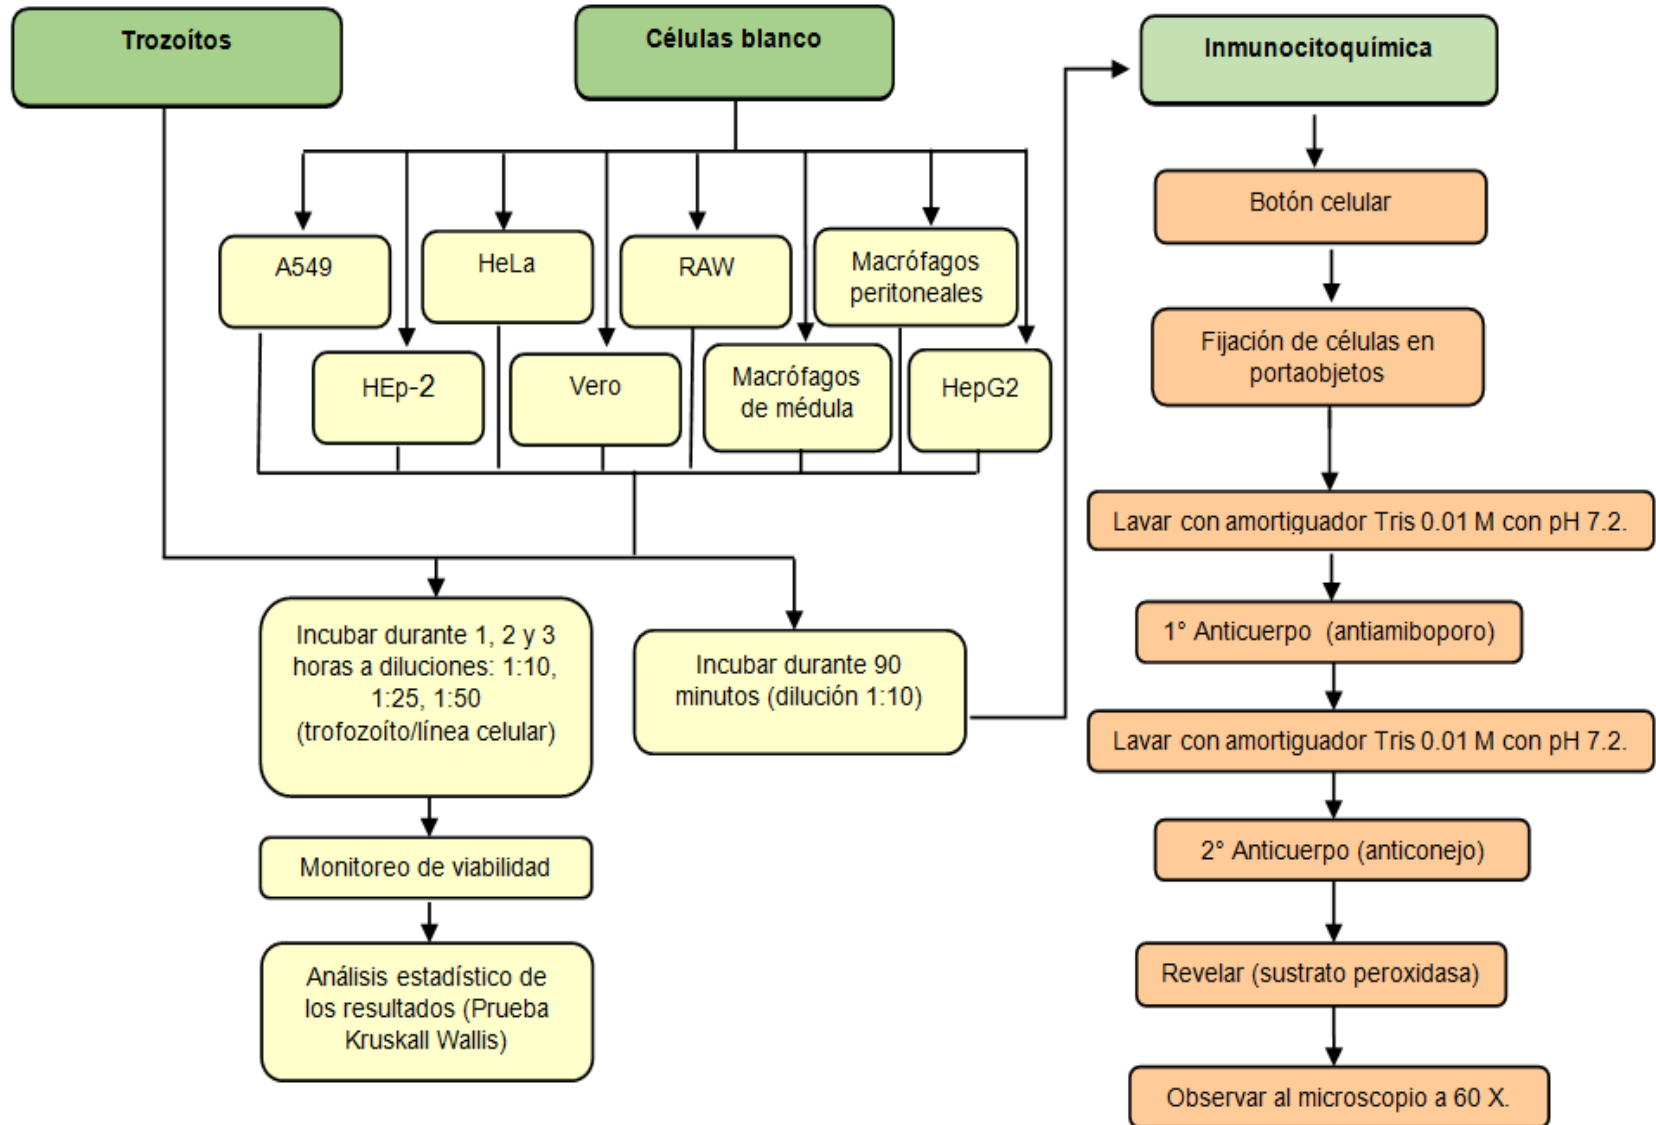 Trozoítos
Células blanco
Inmunocitoquímica
A549
HeLa
RAW
Macrófagos
peritoneales
HEp-2
Vero
Macrófagos
de médula
HepG2
Incubar durante 1, 2 y 3
horas a diluciones: 1:10,
1:25, 1:50
(trofozoíto/línea celular)
Incubar durante 90
minutos (dilución 1:10)
Monitoreo de viabilidad
Análisis estadístico de
los resultados (Prueba
Kruskall Wallis)
Botón celular
Fijación de células en
portaobjetos
Lavar con amortiguador Tris 0.01 M con pH 7.2.
1° Anticuerpo (antiamiboporo)
Lavar con amortiguador Tris 0.01 M con pH 7.2.
2° Anticuerpo (anticonejo)
Revelar (sustrato peroxidasa)
Observar al microscopio a 60 X.